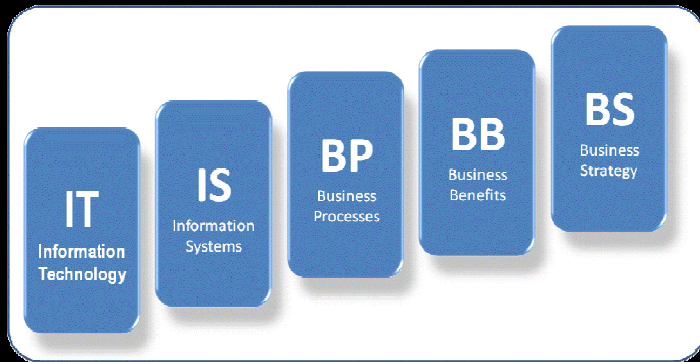 IT
Information
Technology
IS
Information
Systems
BP
Business
Processes
BB
Business
Benefits
BS
Business
Strategy